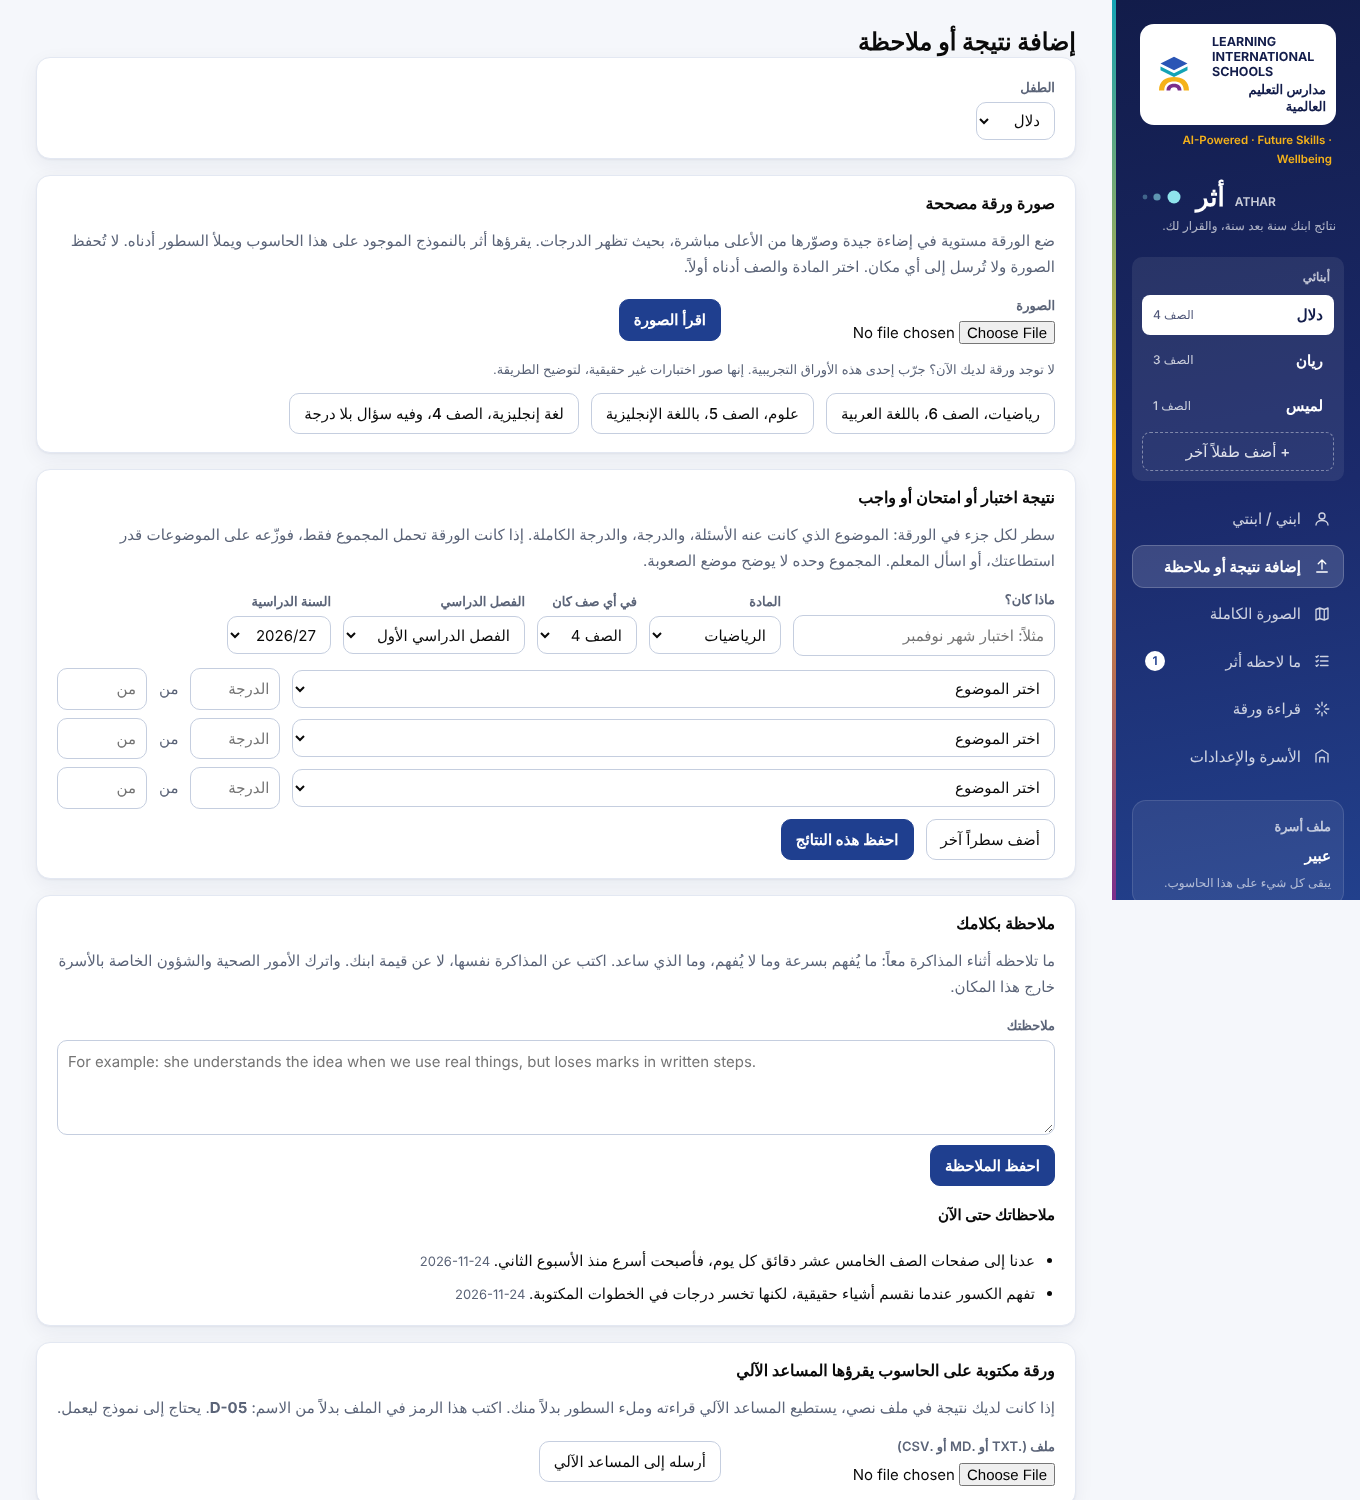 LEARNING
INTERNATIONAL
SCHOOLS
مدارس التعليم
العالمية
AI-Powered · Future Skills ·
Wellbeing
أثر ATHAR
نتائج ابنك سنة بعد سنة، والقرار لك.
أبنائي
دلال الصف 4
ريان الصف 3
لميس الصف 1
+ أضف طفلاً آخر
ابني / ابنتي
إضافة نتيجة أو ملاحظة
الصورة الكاملة
ما لاحظه أثر 1
قراءة ورقة
الأسرة والإعدادات
ملف أسرة
عبير
يبقى كل شيء على هذا الحاسوب.
إضافة نتيجة أو ملاحظة
الطفل
دلال
صورة ورقة مصححة
ضع الورقة مستوية في إضاءة جيدة وصوّرها من الأعلى مباشرة، بحيث تظهر الدرجات. يقرؤها أثر بالنموذج الموجود على هذا الحاسوب ويملأ السطور أدناه. لا تُحفظ
الصورة ولا تُرسل إلى أي مكان. اختر المادة والصف أدناه أولاً.
الصورة
Choose File No file chosen
اقرأ الصورة
لا توجد ورقة لديك الآن؟ جرّب إحدى هذه الأوراق التجريبية. إنها صور اختبارات غير حقيقية، لتوضيح الطريقة.
رياضيات، الصف 6، باللغة العربية
علوم، الصف 5، باللغة الإنجليزية
لغة إنجليزية، الصف 4، وفيه سؤال بلا درجة
نتيجة اختبار أو امتحان أو واجب
سطر لكل جزء في الورقة: الموضوع الذي كانت عنه الأسئلة، والدرجة، والدرجة الكاملة. إذا كانت الورقة تحمل المجموع فقط، فوزّعه على الموضوعات قدر
استطاعتك، أو اسأل المعلم. المجموع وحده لا يوضح موضع الصعوبة.
ماذا كان؟ المادة في أي صف كان الفصل الدراسي السنة الدراسية
مثلاً: اختبار شهر نوفمبر الرياضيات الصف 4 الفصل الدراسي الأول 2026/27
اختر الموضوع الدرجة من من
اختر الموضوع الدرجة من من
اختر الموضوع الدرجة من من
أضف سطراً آخر احفظ هذه النتائج
ملاحظة بكلامك
ما تلاحظه أثناء المذاكرة معاً: ما يُفهم بسرعة وما لا يُفهم، وما الذي ساعد. اكتب عن المذاكرة نفسها، لا عن قيمة ابنك. واترك الأمور الصحية والشؤون الخاصة بالأسرة
خارج هذا المكان.
ملاحظتك
For example: she understands the idea when we use real things, but loses marks in written steps.
احفظ الملاحظة
ملاحظاتك حتى الآن
عدنا إلى صفحات الصف الخامس عشر دقائق كل يوم، فأصبحت أسرع منذ الأسبوع الثاني. 2026-11-24
تفهم الكسور عندما نقسم أشياء حقيقية، لكنها تخسر درجات في الخطوات المكتوبة. 2026-11-24
ورقة مكتوبة على الحاسوب يقرؤها المساعد الآلي
إذا كانت لديك نتيجة في ملف نصي، يستطيع المساعد الآلي قراءته وملء السطور بدلاً منك. اكتب هذا الرمز في الملف بدلاً من الاسم: D-05. يحتاج إلى نموذج ليعمل.
ملف (.TXT أو .MD أو .CSV)
Choose File No file chosen
أرسله إلى المساعد الآلي